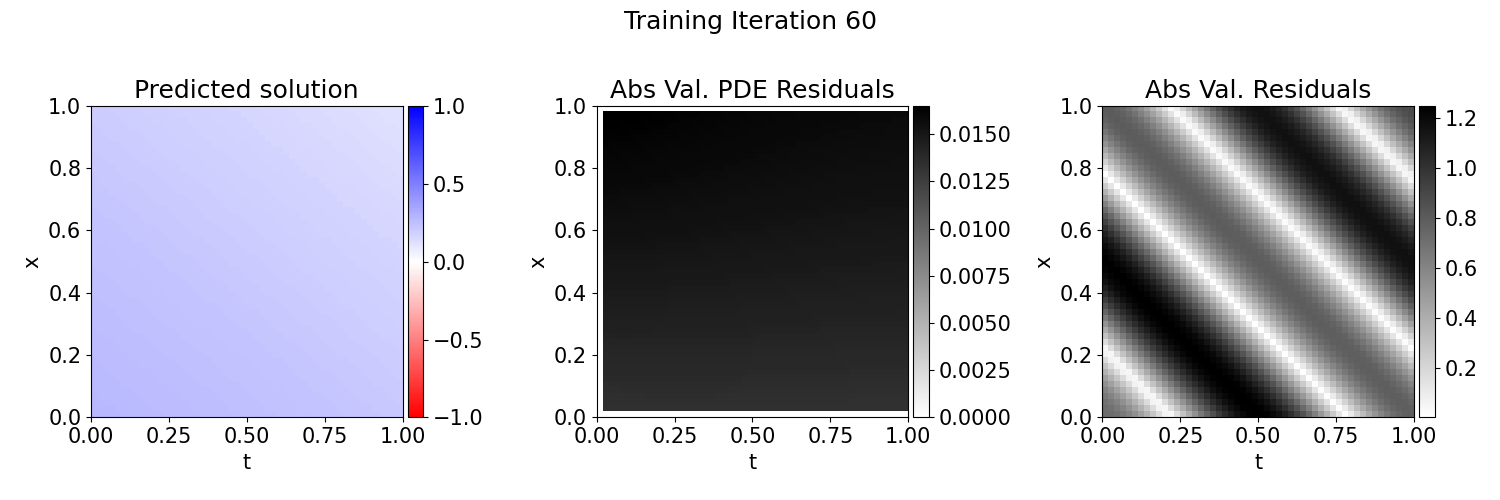 Training Iteration 60
Predicted solution
1.0
0.8
0.6
0.4
0.2
0.0
x
0.00 0.25 0.50 0.75 1.00
t
1.0
0.5
0.0
−0.5
−1.0
Abs Val. PDE Residuals
1.0
0.8
0.6
0.4
0.2
0.0
x
0.00 0.25 0.50 0.75 1.00
t
0.0150
0.0125
0.0100
0.0075
0.0050
0.0025
0.0000
Abs Val. Residuals
1.0
0.8
0.6
0.4
0.2
0.0
x
0.00 0.25 0.50 0.75 1.00
t
1.2
1.0
0.8
0.6
0.4
0.2